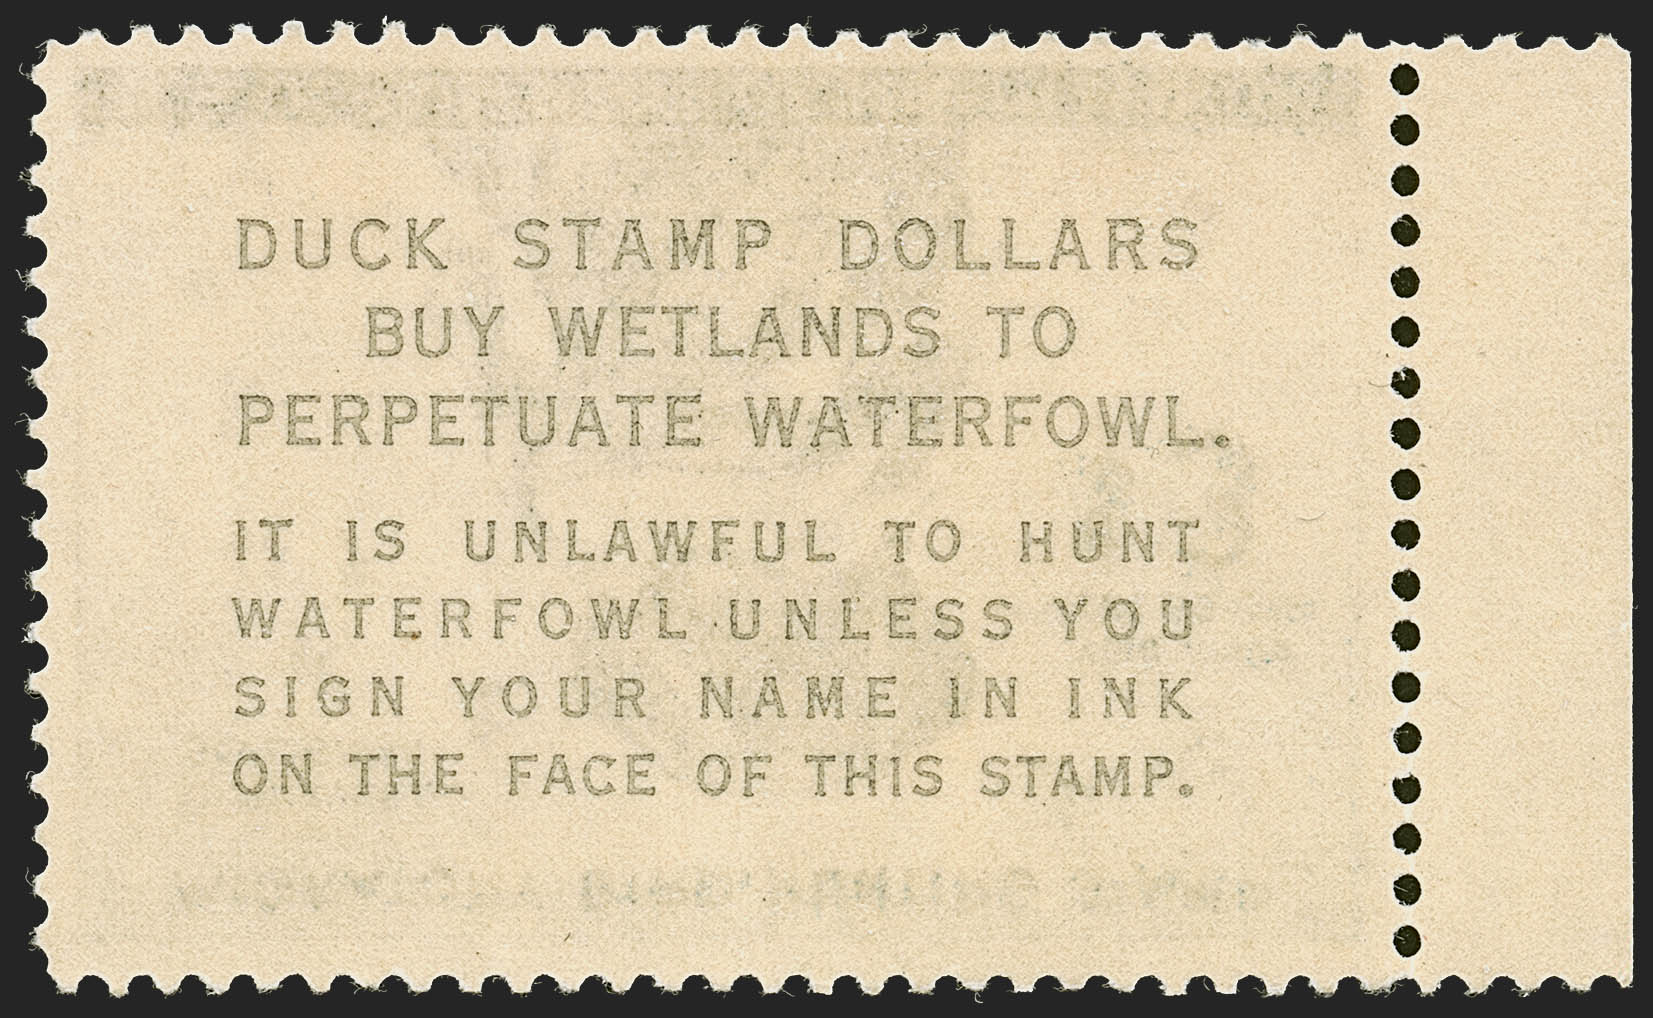 DUCK STAMP DOLLARS
BUY WETLANDS TO
PERPETUATE WATERFOWL.
IT IS UNLAWFUL TO HUNT
WATERFOWL UNLESS YOU
SIGN YOUR NAME IN INK
ON THE FACE OF THIS STAMP.